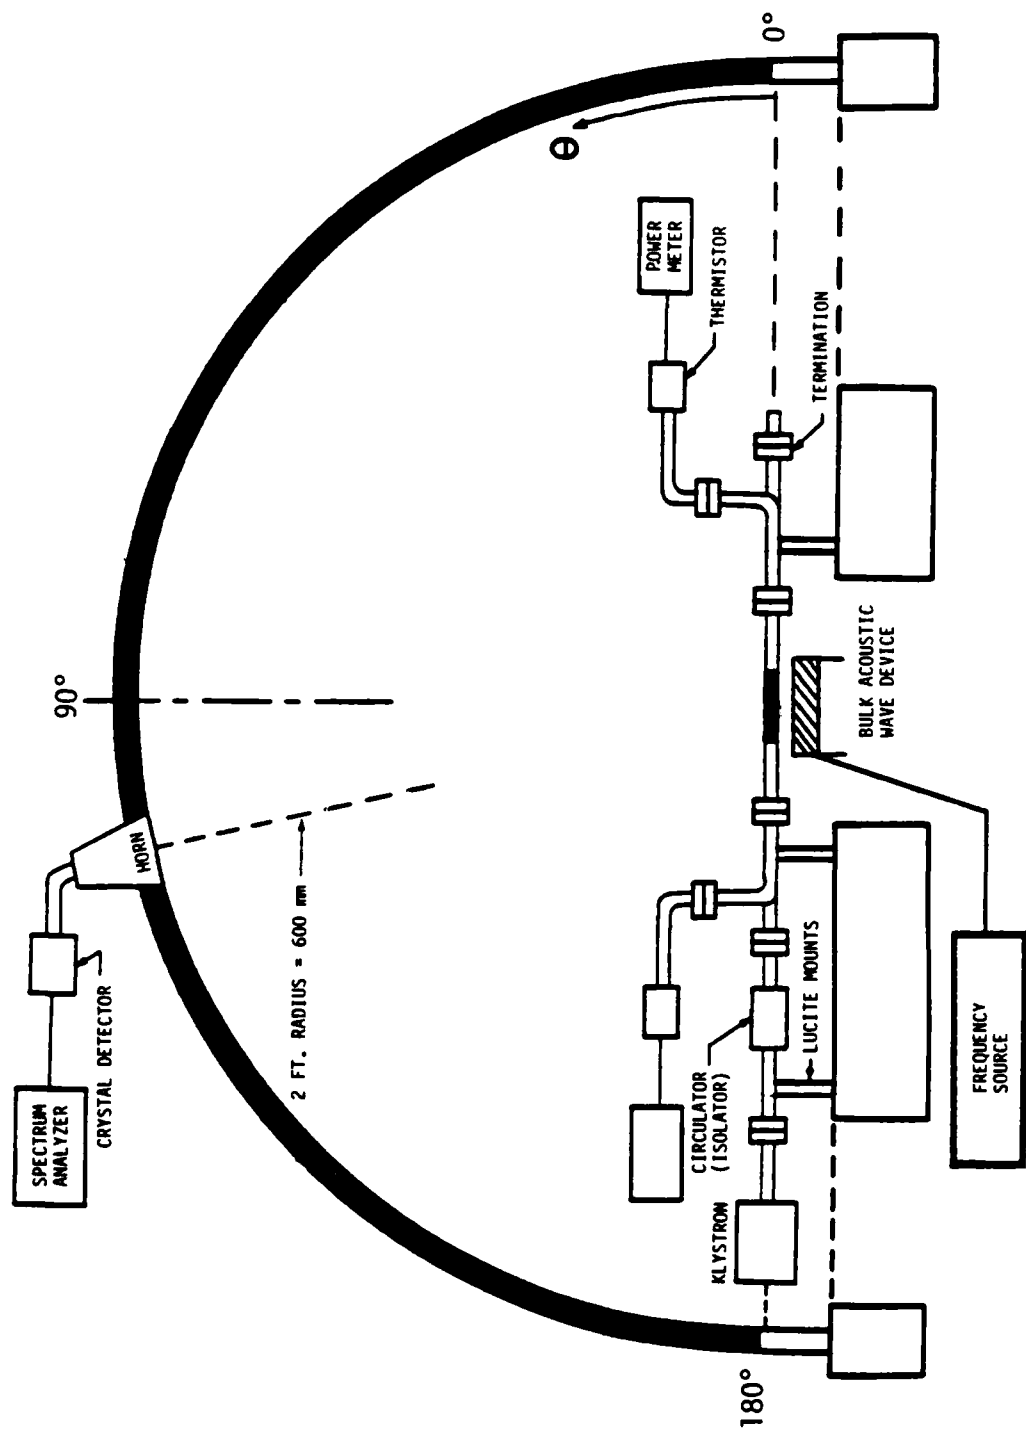 SPECTRUM
ANALYZER
CRYSTAL DETECTOR
HORN
90°
2 FT. RADIUS = 600 mm
θ
0°
180°
KLYSTRON
CIRCULATOR
(ISOLATOR)
LUCITE MOUNTS
POWER
METER
THERMISTOR
TERMINATION
BULK ACOUSTIC
WAVE DEVICE
FREQUENCY
SOURCE